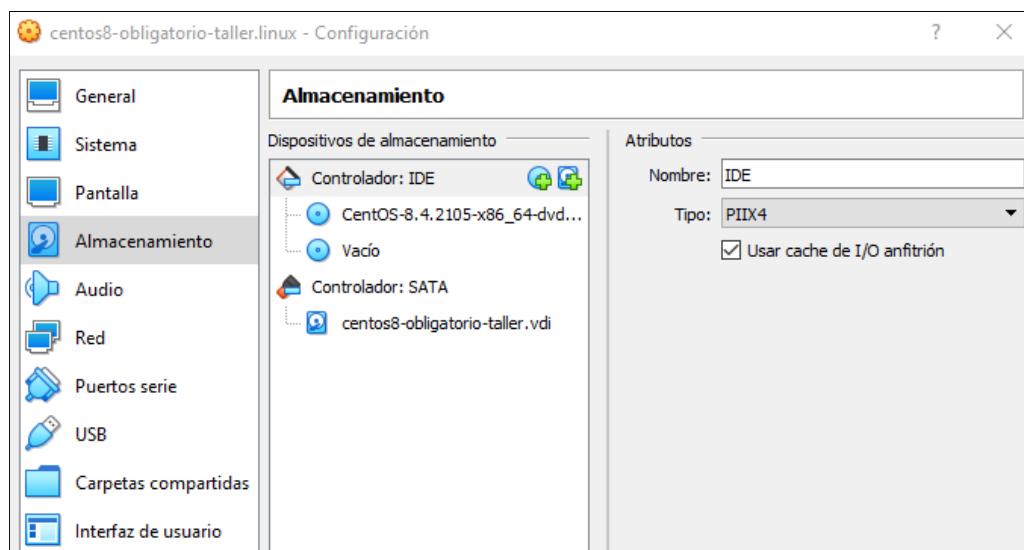 centos8-obligatorio-taller.linux - Configuración
?
General
Sistema
Pantalla
Almacenamiento
Audio
Red
Puertos serie
USB
Carpetas compartidas
Interfaz de usuario
Almacenamiento
Dispositivos de almacenamiento
Controlador: IDE
CentOS-8.4.2105-x86_64-dvd...
Vacío
Controlador: SATA
centos8-obligatorio-taller.vdi
Atributos
Nombre: IDE
Tipo: PIIX4
Usar cache de I/O anfitrión